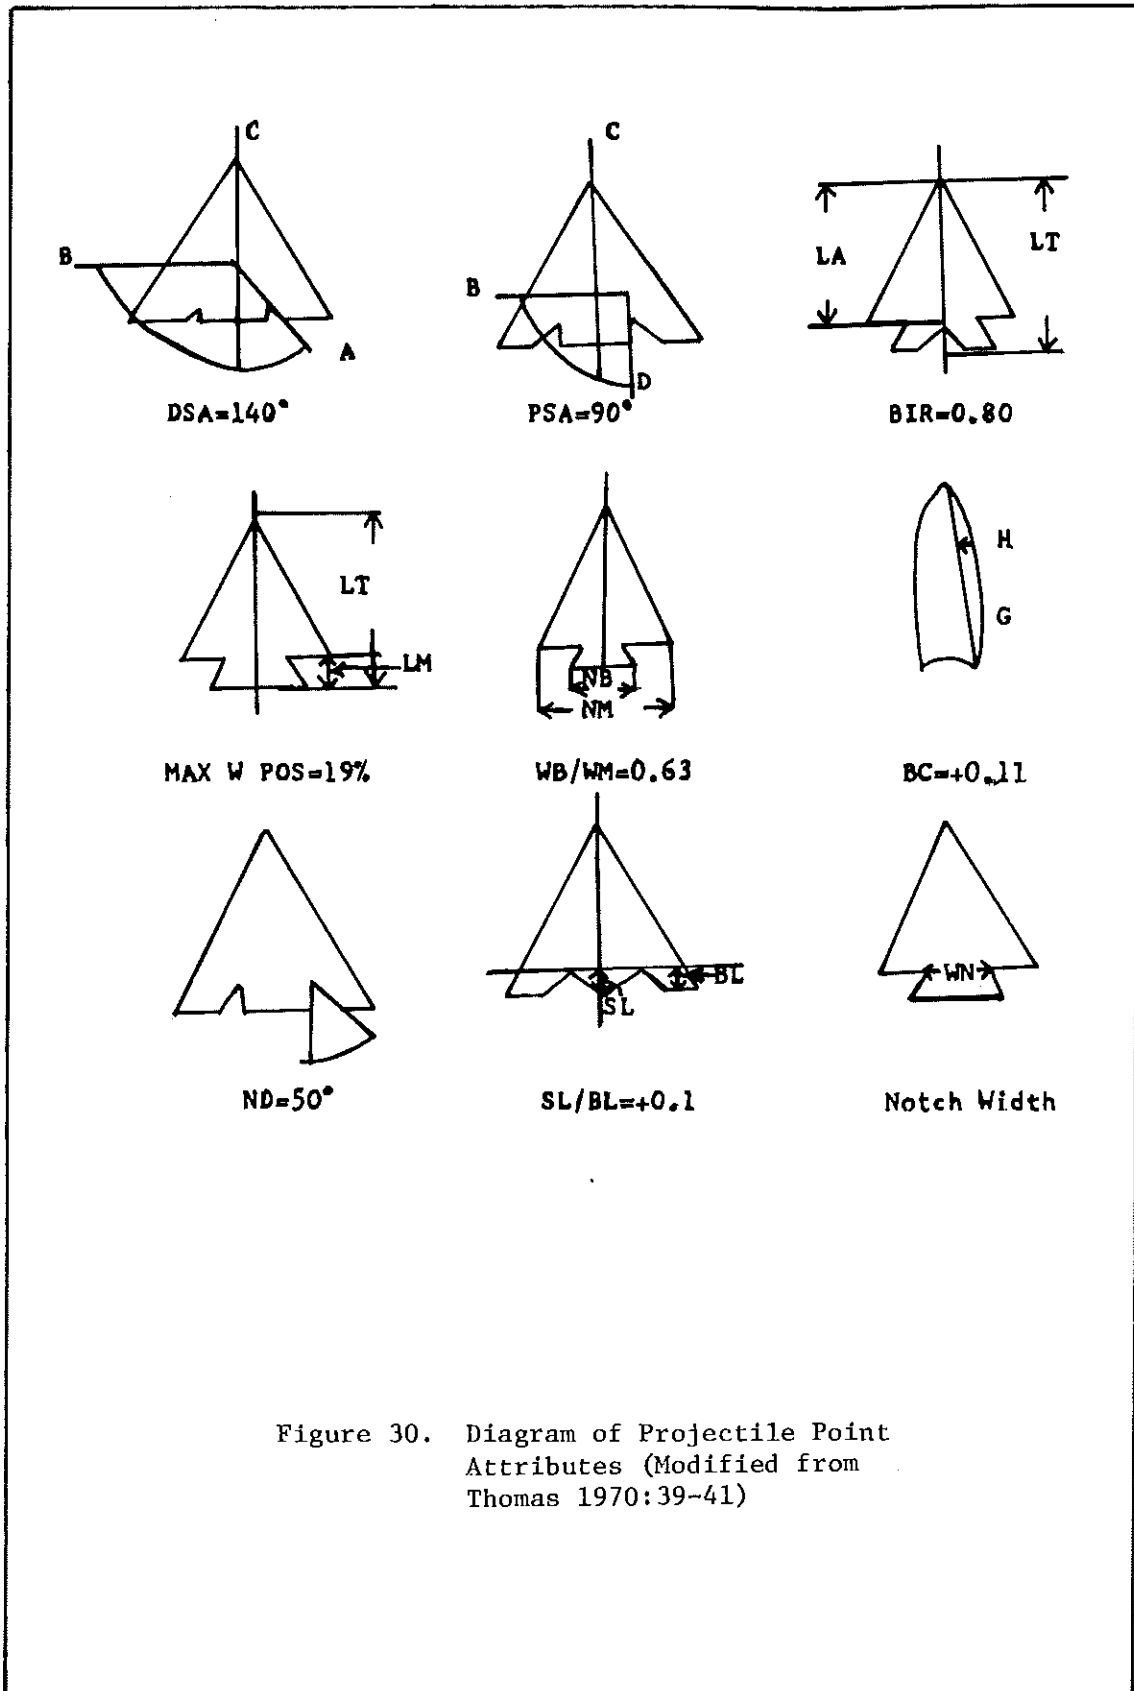 C
B
A
DSA=140°
C
B
D
PSA=90°
LA
LT
BIR=0.80
LT
LM
MAX W POS=19%
NB
NM
WB/WM=0.63
H
G
BC=+0.11
ND=50°
BL
SL
SL/BL=+0.1
WN
Notch Width
Figure 30. Diagram of Projectile Point
Attributes (Modified from
Thomas 1970:39-41)